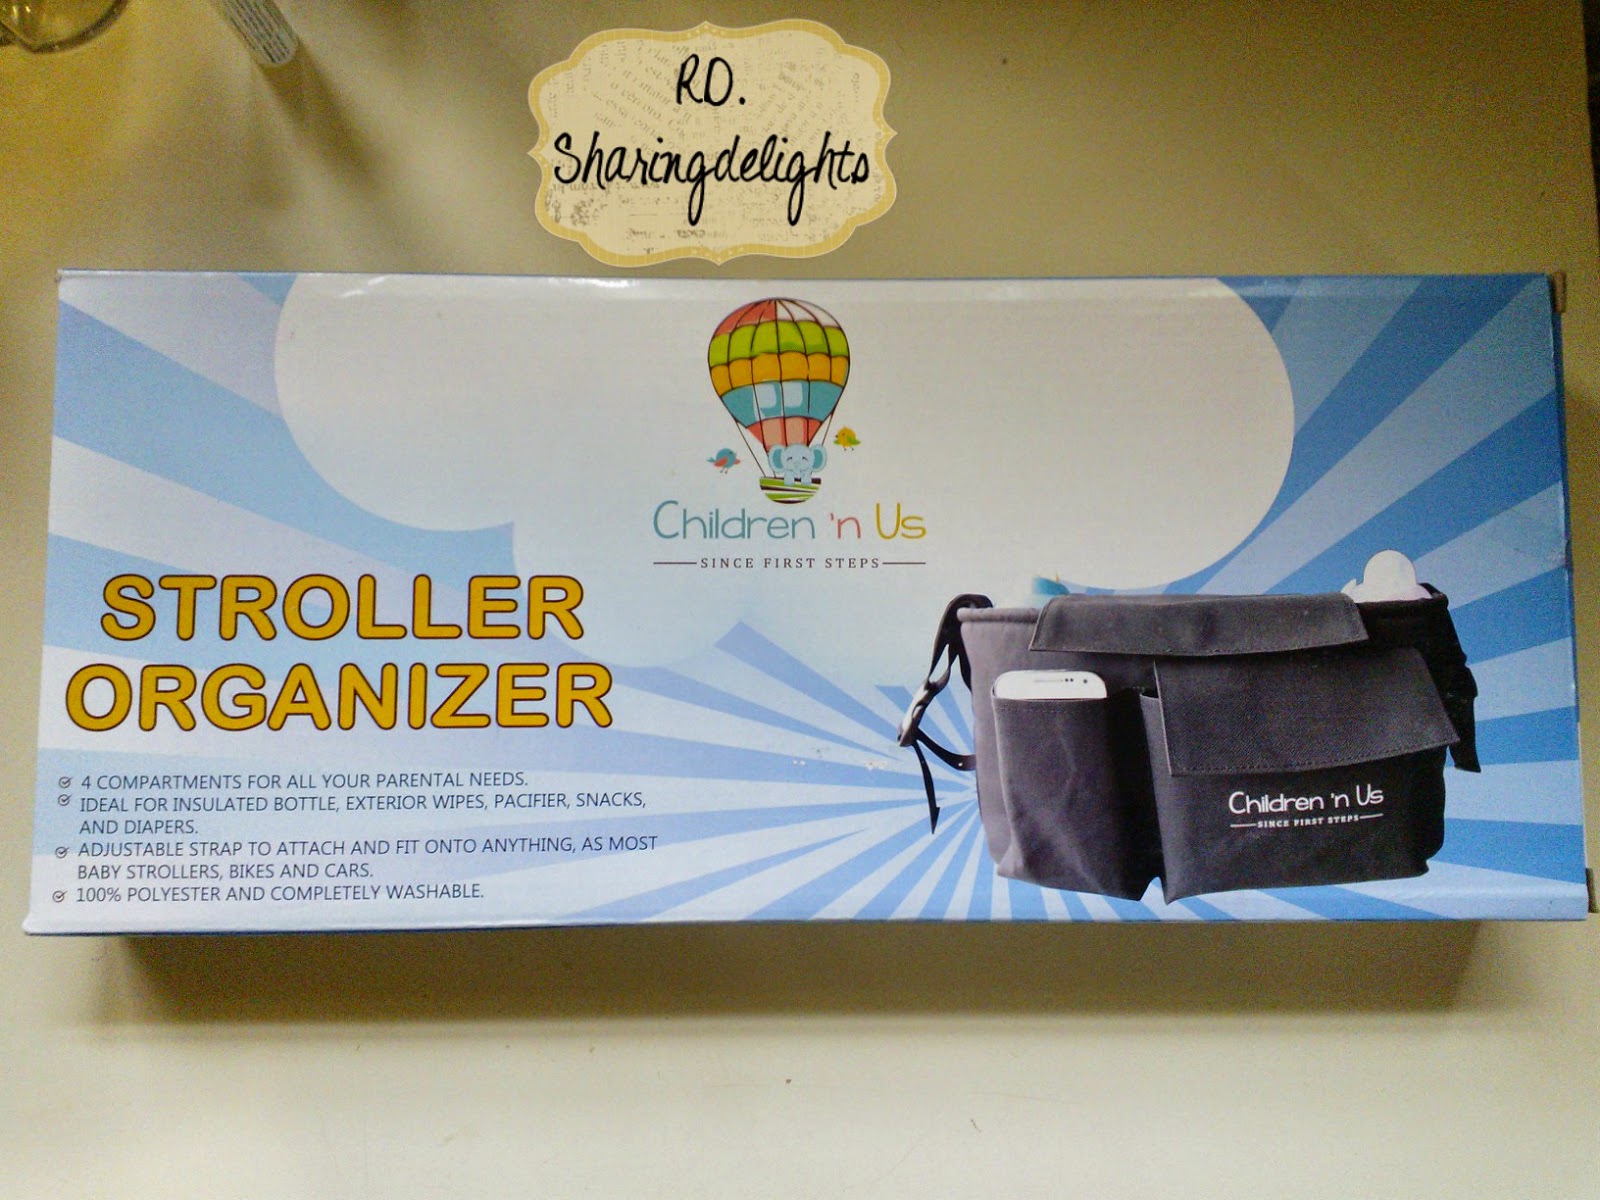 RD.
Sharingdelights
Children 'n Us
SINCE FIRST STEPS
STROLLER
ORGANIZER
4 COMPARTMENTS FOR ALL YOUR PARENTAL NEEDS.
IDEAL FOR INSULATED BOTTLE, EXTERIOR WIPES, PACIFIER, SNACKS,
AND DIAPERS.
ADJUSTABLE STRAP TO ATTACH AND FIT ONTO ANYTHING, AS MOST
BABY STROLLERS, BIKES AND CARS.
100% POLYESTER AND COMPLETELY WASHABLE.
Children 'n Us
SINCE FIRST STEPS